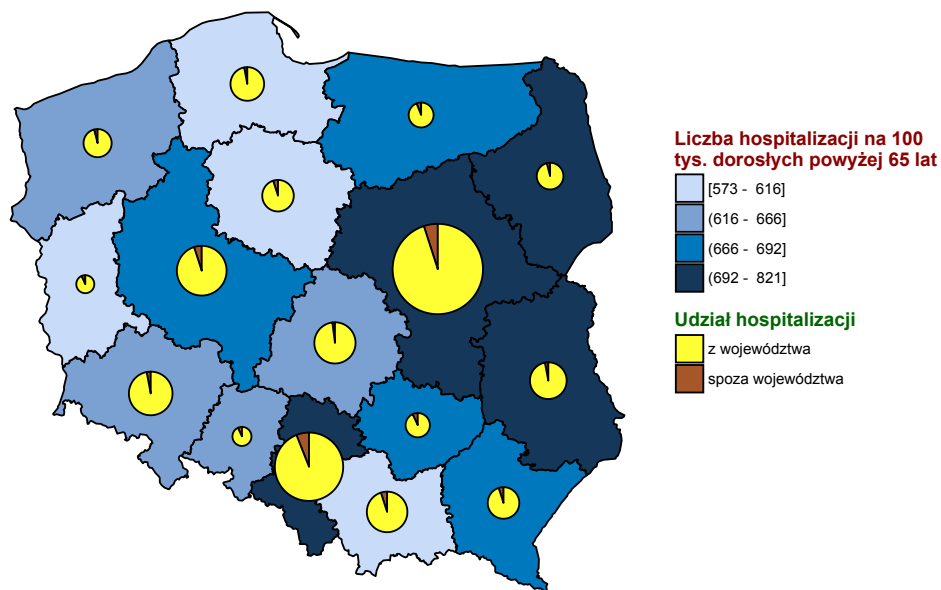 Liczba hospitalizacji na 100
tys. dorosłych powyżej 65 lat
[573 - 616]
(616 - 666]
(666 - 692]
(692 - 821]
Udział hospitalizacji
z województwa
spoza województwa